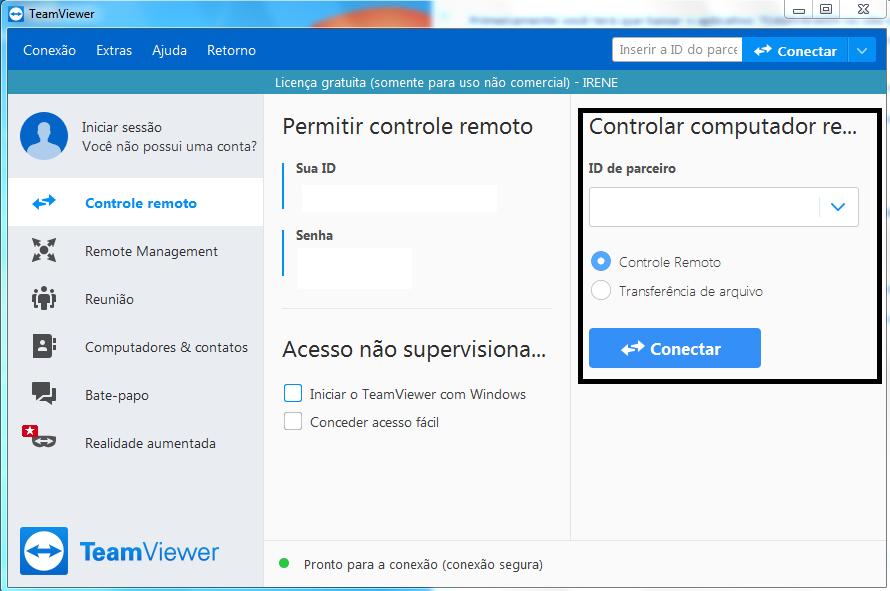 TeamViewer
Conexão Extras Ajuda Retorno
Inserir a ID do parce
Conectar
Licença gratuita (somente para uso não comercial) - IRENE
Iniciar sessão
Você não possui uma conta?
Controle remoto
Remote Management
Reunião
Computadores & contatos
Bate-papo
Realidade aumentada
TeamViewer
Permitir controle remoto
Sua ID
Senha
Acesso não supervisiona...
Iniciar o TeamViewer com Windows
Conceder acesso fácil
Controlar computador re...
ID de parceiro
Controle Remoto
Transferência de arquivo
Conectar
Pronto para a conexão (conexão segura)